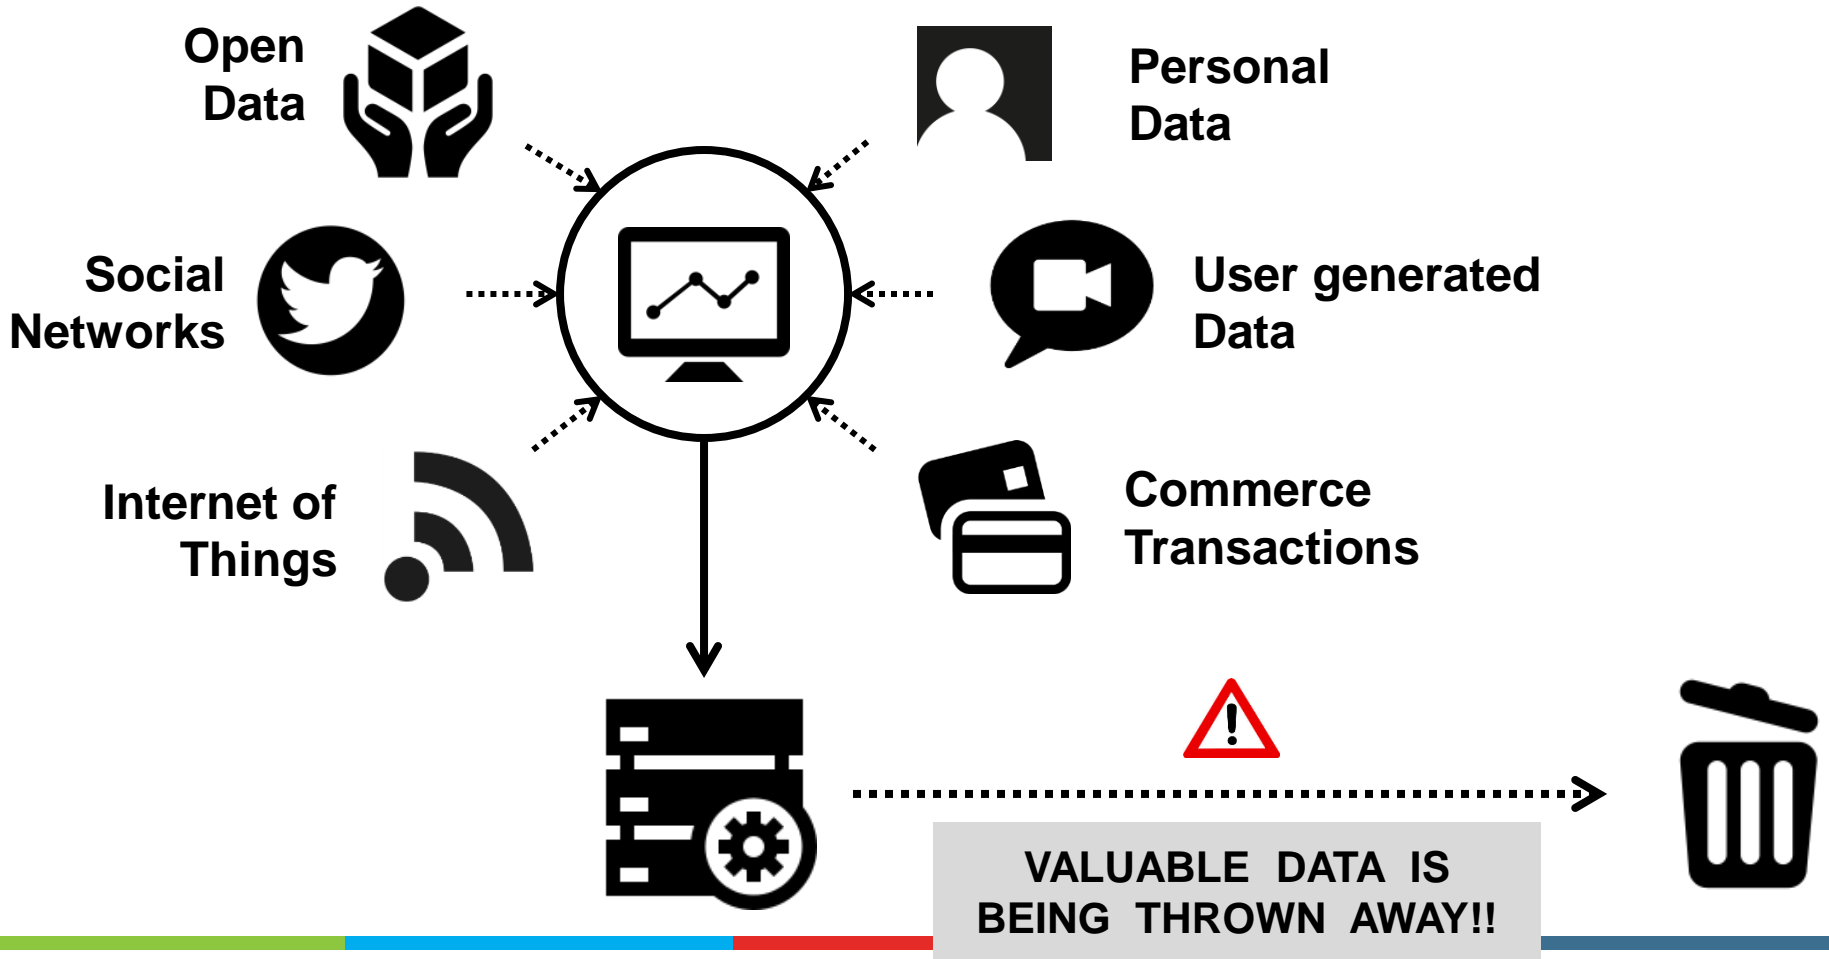 Open
Data
Personal
Data
Social
Networks
User generated
Data
Internet of
Things
Commerce
Transactions
VALUABLE DATA IS
BEING THROWN AWAY!!